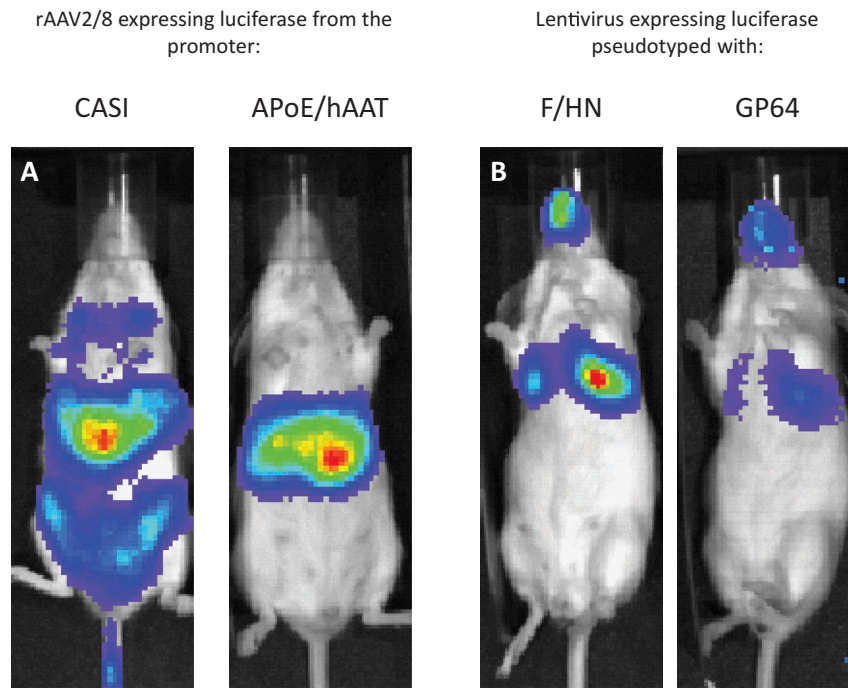 rAAV2/8 expressing luciferase from the
promoter:
Lentivirus expressing luciferase
pseudotyped with:
CASI
APoE/hAAT
F/HN
GP64
A
B